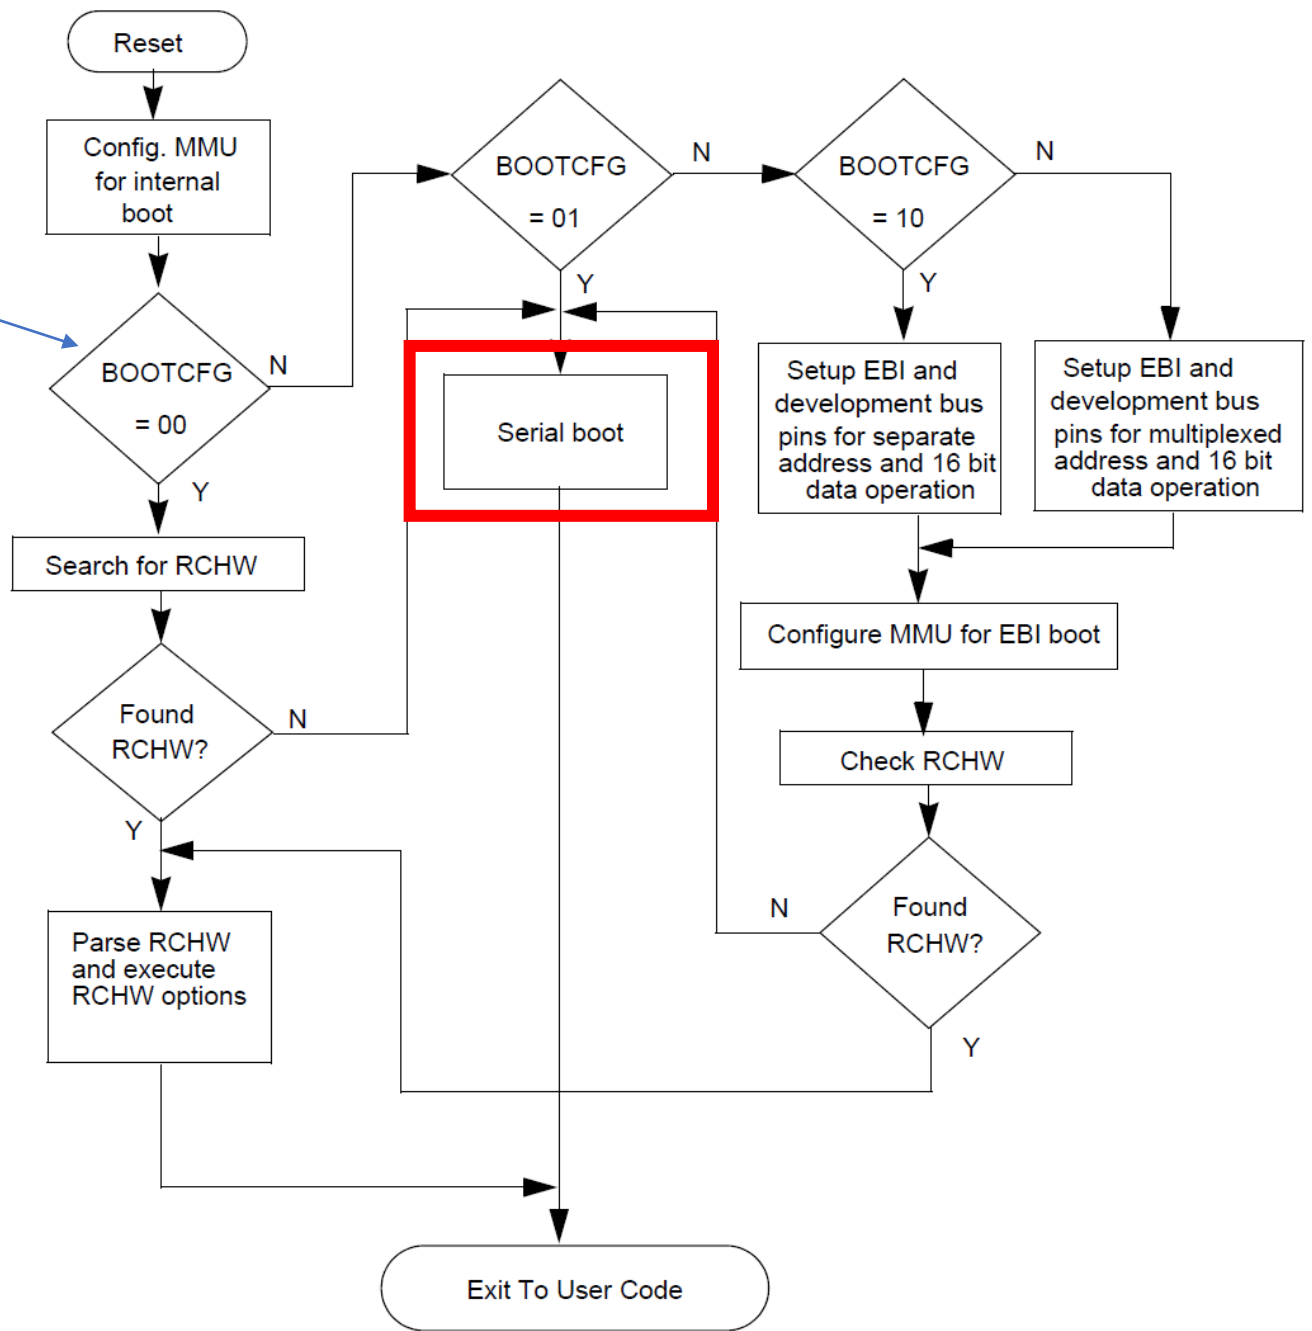 Reset
Config. MMU
for internal
boot
BOOTCFG
= 00
N
Y
Search for RCHW
Found
RCHW?
N
Y
Parse RCHW
and execute
RCHW options
BOOTCFG
= 01
N
Y
Serial boot
BOOTCFG
= 10
N
Y
Setup EBI and
development bus
pins for separate
address and 16 bit
data operation
Setup EBI and
development bus
pins for multiplexed
address and 16 bit
data operation
Configure MMU for EBI boot
Check RCHW
Found
RCHW?
N
Y
Exit To User Code